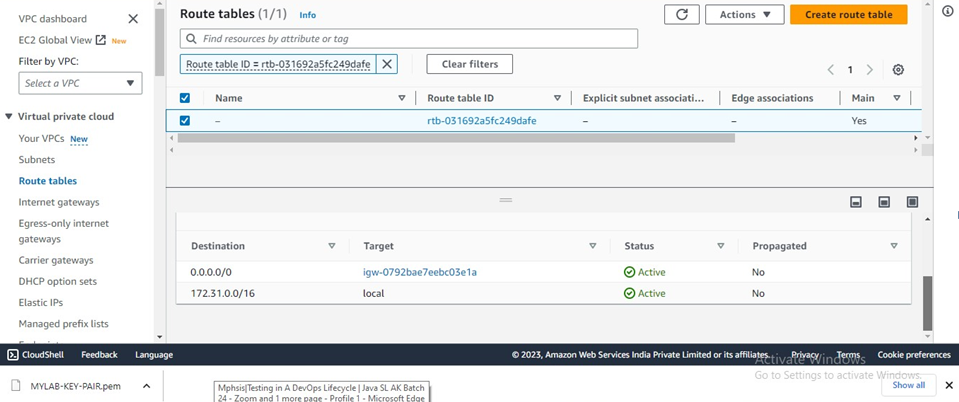 VPC dashboard
EC2 Global View New
Filter by VPC:
Select a VPC
Virtual private cloud
Your VPCs New
Subnets
Route tables
Internet gateways
Egress-only internet
gateways
Carrier gateways
DHCP option sets
Elastic IPs
Managed prefix lists
Route tables (1/1) Info
Actions
Create route table
Find resources by attribute or tag
Route table ID = rtb-031692a5fc249dafe
Clear filters
1
Name Route table ID Explicit subnet associati... Edge associations Main
– rtb-031692a5fc249dafe – – Yes
Destination Target Status Propagated
0.0.0.0/0 igw-0792bae7eebc03e1a Active No
172.31.0.0/16 local Active No
CloudShell Feedback Language © 2023, Amazon Web Services India Private Limited or its affiliates. Privacy Terms Cookie preferences
Activate Windows
Go to Settings to activate Windows.
MYLAB-KEY-PAIR.pem
Mphsis|Testing in A DevOps Lifecycle | Java SL AK Batch
24 - Zoom and 1 more page - Profile 1 - Microsoft Edge
Show all